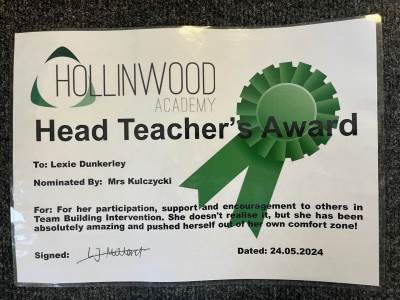 HOLLINWOOD
ACADEMY
Head Teacher's Award
To: Lexie Dunkerley
Nominated By: Mrs Kulczycki
For: For her participation, support and encouragement to others in
Team Building Intervention. She doesn't realise it, but she has been
absolutely amazing and pushed herself out of her own comfort zone!
Signed:
Dated: 24.05.2024